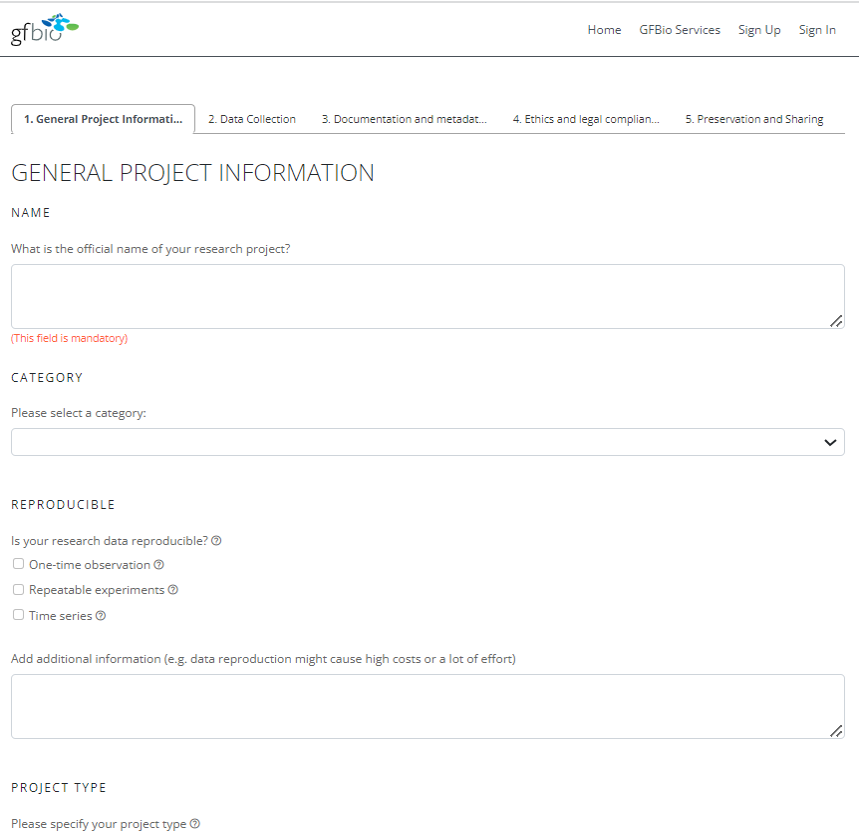 gfbio
Home GFBio Services Sign Up Sign In
1. General Project Informati... 2. Data Collection 3. Documentation and metadat... 4. Ethics and legal complian... 5. Preservation and Sharing
GENERAL PROJECT INFORMATION
NAME
What is the official name of your research project?
(This field is mandatory)
CATEGORY
Please select a category:
REPRODUCIBLE
Is your research data reproducible?
One-time observation
Repeatable experiments
Time series
Add additional information (e.g. data reproduction might cause high costs or a lot of effort)
PROJECT TYPE
Please specify your project type